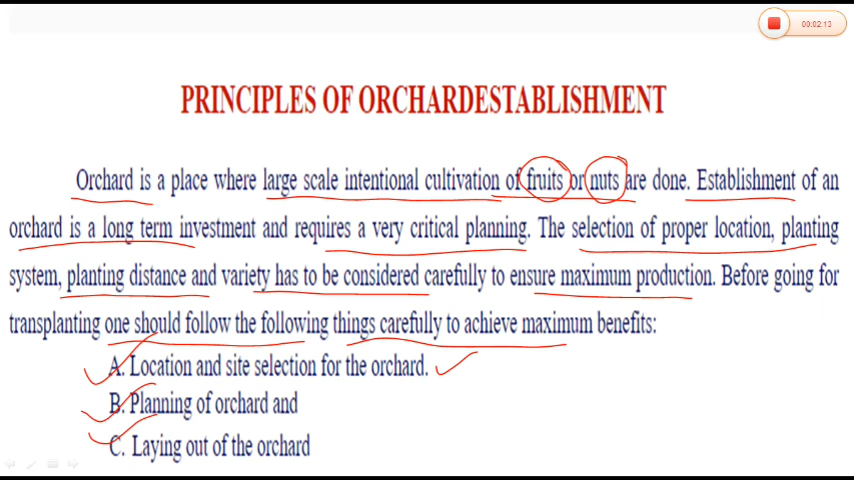 00:02:13
PRINCIPLES OF ORCHARDESTABLISHMENT
Orchard is a place where large scale intentional cultivation of fruits or nuts are done. Establishment of an
orchard is a long term investment and requires a very critical planning. The selection of proper location, planting
system, planting distance and variety has to be considered carefully to ensure maximum production. Before going for
transplanting one should follow the following things carefully to achieve maximum benefits:
A. Location and site selection for the orchard.
B. Planning of orchard and
C. Laying out of the orchard